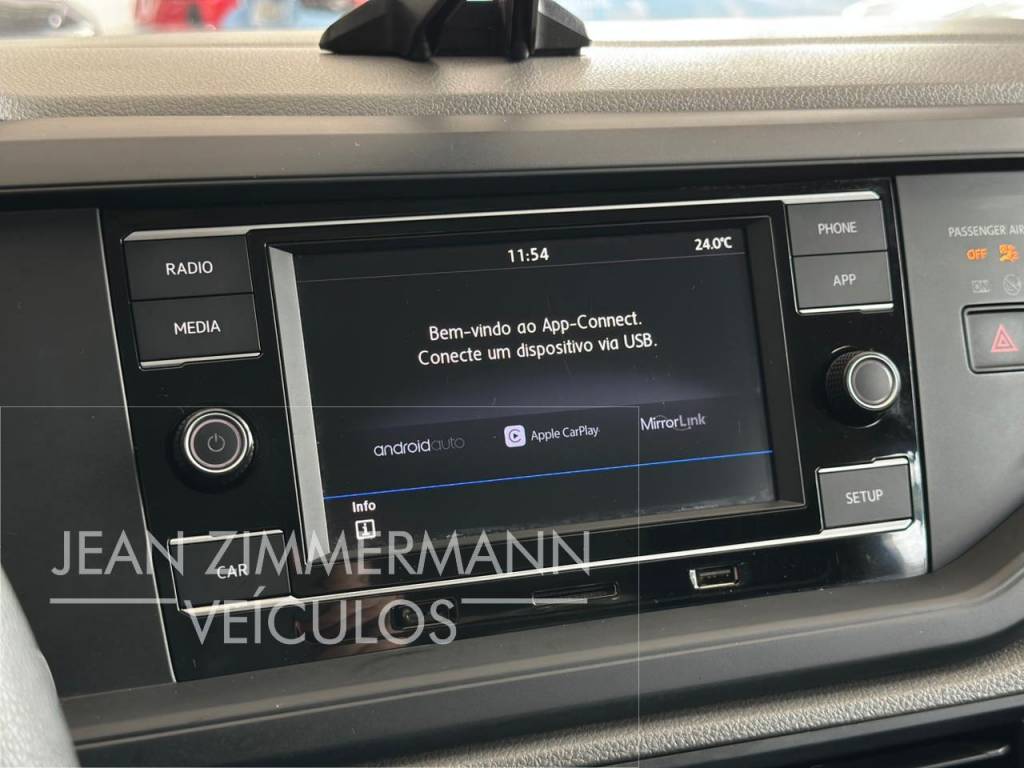 11:54
24.0°C
RADIO
MEDIA
PHONE
APP
PASSENGER AIR
OFF
ON
Bem-vindo ao App-Connect.
Conecte um dispositivo via USB.
androidauto
Apple CarPlay
MirrorLink
Info
i
SETUP
CAR
JEAN ZIMMERMANN
VEÍCULOS